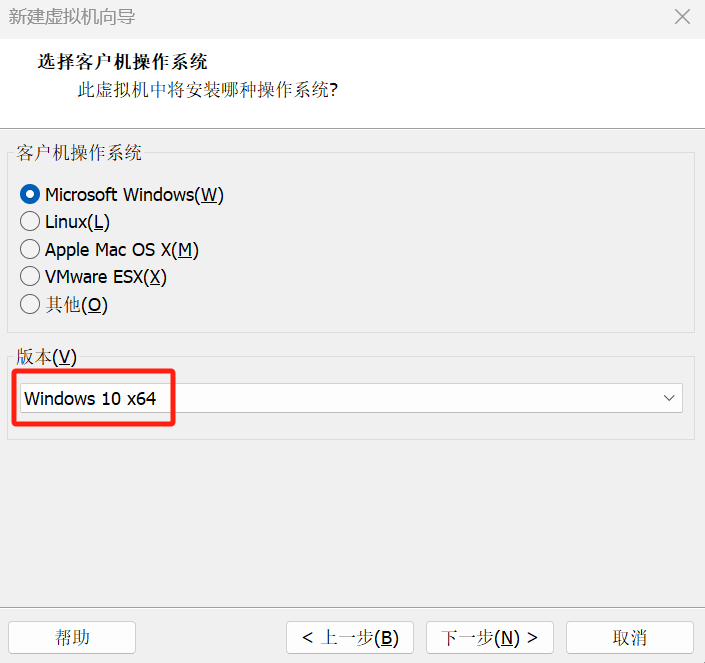 新建虚拟机向导
选择客户机操作系统
此虚拟机中将安装哪种操作系统?
客户机操作系统
Microsoft Windows(W)
Linux(L)
Apple Mac OS X(M)
VMware ESX(X)
其他(O)
版本(V)
Windows 10 x64
帮助
< 上一步(B)
下一步(N) >
取消